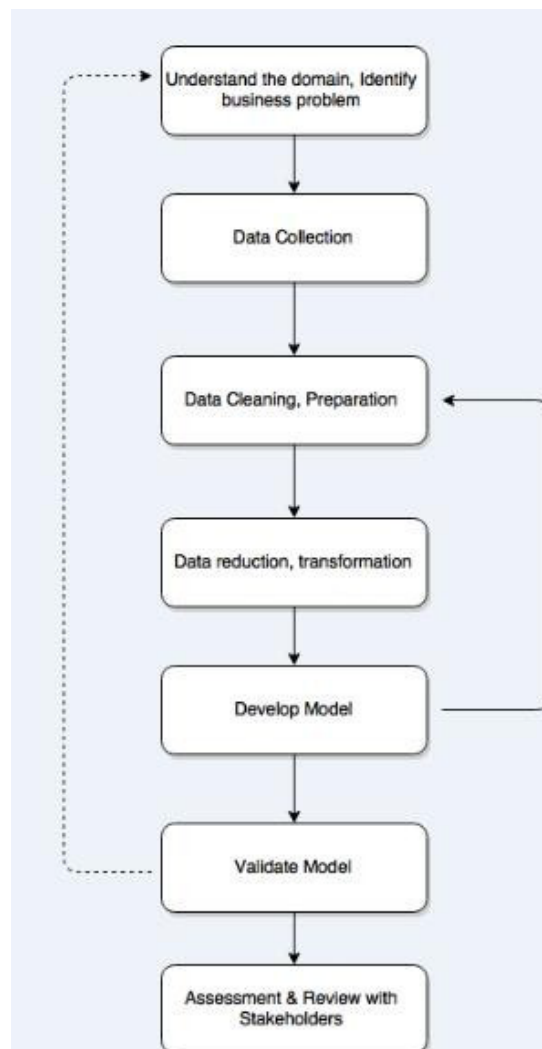 Understand the domain, Identify
business problem
Data Collection
Data Cleaning, Preparation
Data reduction, transformation
Develop Model
Validate Model
Assessment & Review with
Stakeholders